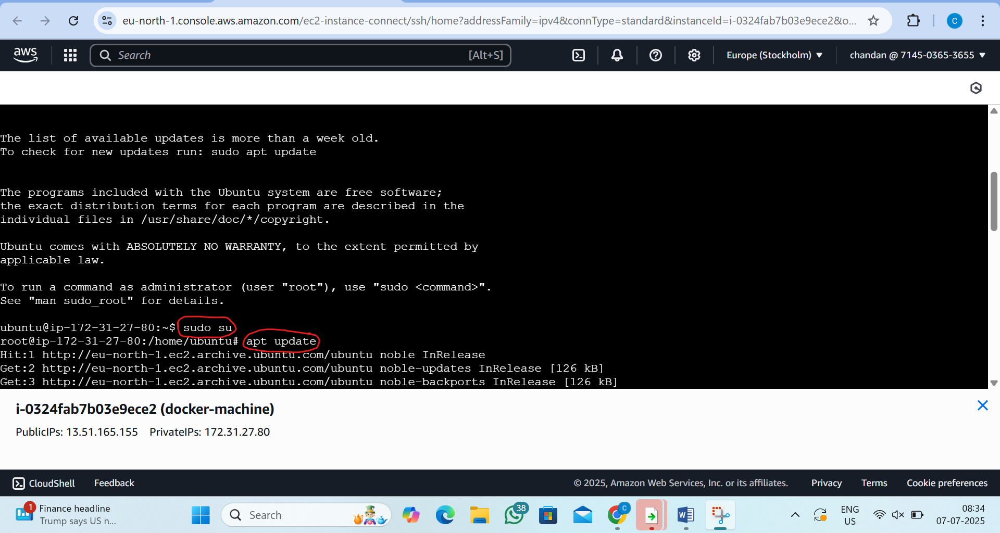 eu-north-1.console.aws.amazon.com/ec2-instance-connect/ssh/home?addressFamily=ipv4&connType=standard&instanceId=i-0324fab7b03e9ece2&o...
C
aws
Search
[Alt+S]
Europe (Stockholm)
chandan @ 7145-0365-3655
The list of available updates is more than a week old.
To check for new updates run: sudo apt update
The programs included with the Ubuntu system are free software;
the exact distribution terms for each program are described in the
individual files in /usr/share/doc/*/copyright.
Ubuntu comes with ABSOLUTELY NO WARRANTY, to the extent permitted by
applicable law.
To run a command as administrator (user "root"), use "sudo <command>".
See "man sudo_root" for details.
ubuntu@ip-172-31-27-80:~$ sudo su
root@ip-172-31-27-80:/home/ubuntu# apt update
Hit:1 http://eu-north-1.ec2.archive.ubuntu.com/ubuntu noble InRelease
Get:2 http://eu-north-1.ec2.archive.ubuntu.com/ubuntu noble-updates InRelease [126 kB]
Get:3 http://eu-north-1.ec2.archive.ubuntu.com/ubuntu noble-backports InRelease [126 kB]
i-0324fab7b03e9ece2 (docker-machine)
PublicIPs: 13.51.165.155 PrivateIPs: 172.31.27.80
CloudShell Feedback © 2025, Amazon Web Services, Inc. or its affiliates. Privacy Terms Cookie preferences
1
Finance headline
Trump says US n...
Search
38
C
W
ENG
US
08:34
07-07-2025